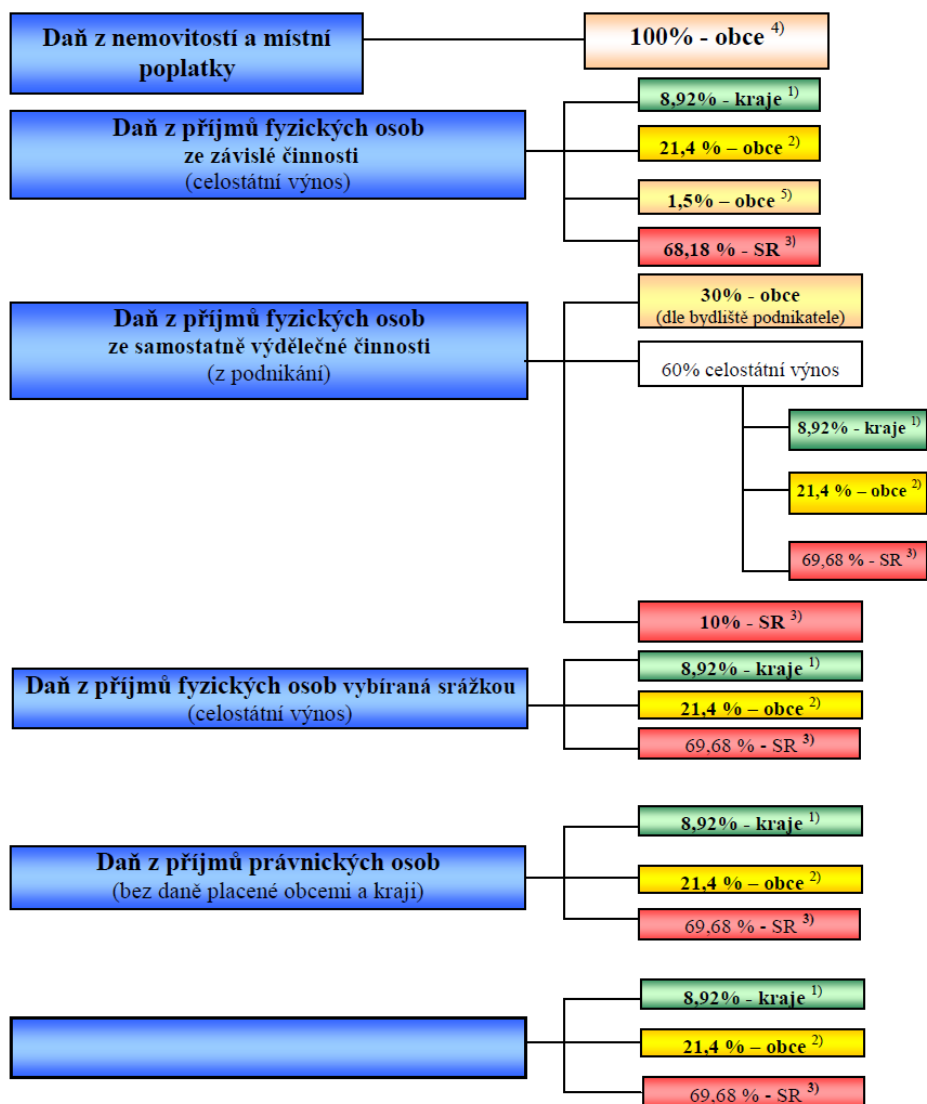 Daň z nemovitostí a místní
poplatky
100% - obce 4)
Daň z příjmů fyzických osob
ze závislé činnosti
(celostátní výnos)
8,92% - kraje 1)
21,4 % – obce 2)
1,5% – obce 5)
68,18 % - SR 3)
Daň z příjmů fyzických osob
ze samostatně výdělečné činnosti
(z podnikání)
30% - obce
(dle bydliště podnikatele)
60% celostátní výnos
8,92% - kraje 1)
21,4 % – obce 2)
69,68 % - SR 3)
10% - SR 3)
Daň z příjmů fyzických osob vybíraná srážkou
(celostátní výnos)
8,92% - kraje 1)
21,4 % – obce 2)
69,68 % - SR 3)
Daň z příjmů právnických osob
(bez daně placené obcemi a kraji)
8,92% - kraje 1)
21,4 % – obce 2)
69,68 % - SR 3)
8,92% - kraje 1)
21,4 % – obce 2)
69,68 % - SR 3)